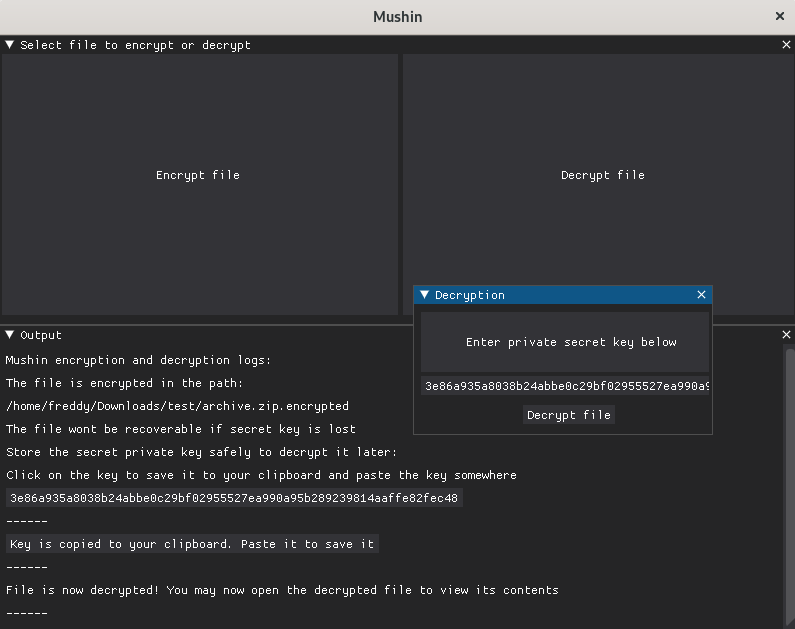 Mushin
Select file to encrypt or decrypt
Encrypt file
Decrypt file
Decryption
Enter private secret key below
3e86a935a8038b24abbe0c29bf02955527ea990a9
Decrypt file
Output
Mushin encryption and decryption logs:
The file is encrypted in the path:
/home/freddy/Downloads/test/archive.zip.encrypted
The file wont be recoverable if secret key is lost
Store the secret private key safely to decrypt it later:
Click on the key to save it to your clipboard and paste the key somewhere
3e86a935a8038b24abbe0c29bf02955527ea990a95b289239814aaffe82fec48
------
Key is copied to your clipboard. Paste it to save it
------
File is now decrypted! You may now open the decrypted file to view its contents
------